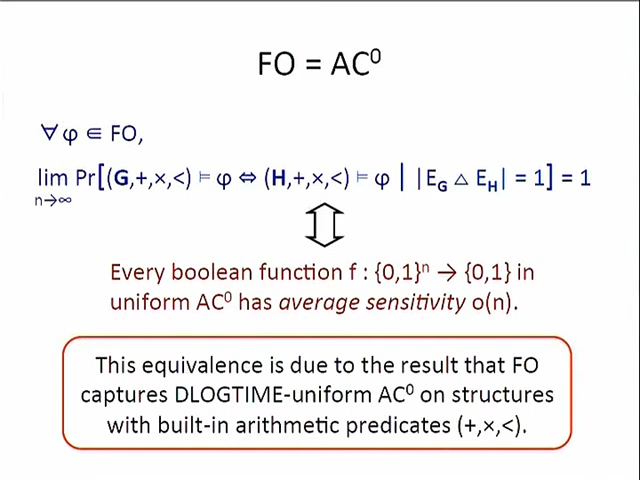 FO = AC⁰
∀ φ ∈ FO,
lim Pr[(G,+,×,<) ⊨ φ ⇔ (H,+,×,<) ⊨ φ | |E_G △ E_H| = 1] = 1
n→∞
Every boolean function f : {0,1}ⁿ → {0,1} in
uniform AC⁰ has average sensitivity o(n).
This equivalence is due to the result that FO
captures DLOGTIME-uniform AC⁰ on structures
with built-in arithmetic predicates (+,×,<).